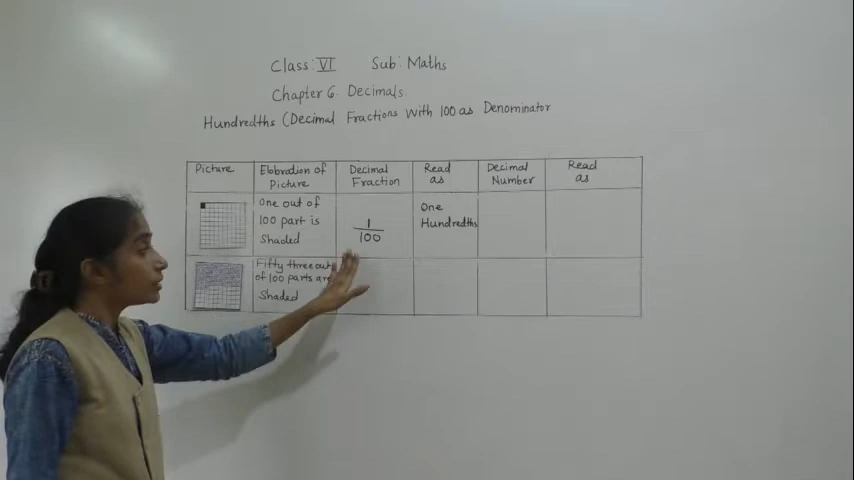 Class: VI Sub: Maths
Chapter 6. Decimals.
Hundredths (Decimal Fractions With 100 as Denominator
Picture
Elobration of
Picture
Decimal
Fraction
Read
as
Decimal
Number
Read
as
One out of
100 part is
Shaded
1
100
One
Hundredths
Fifty three out
of 100 parts are
Shaded